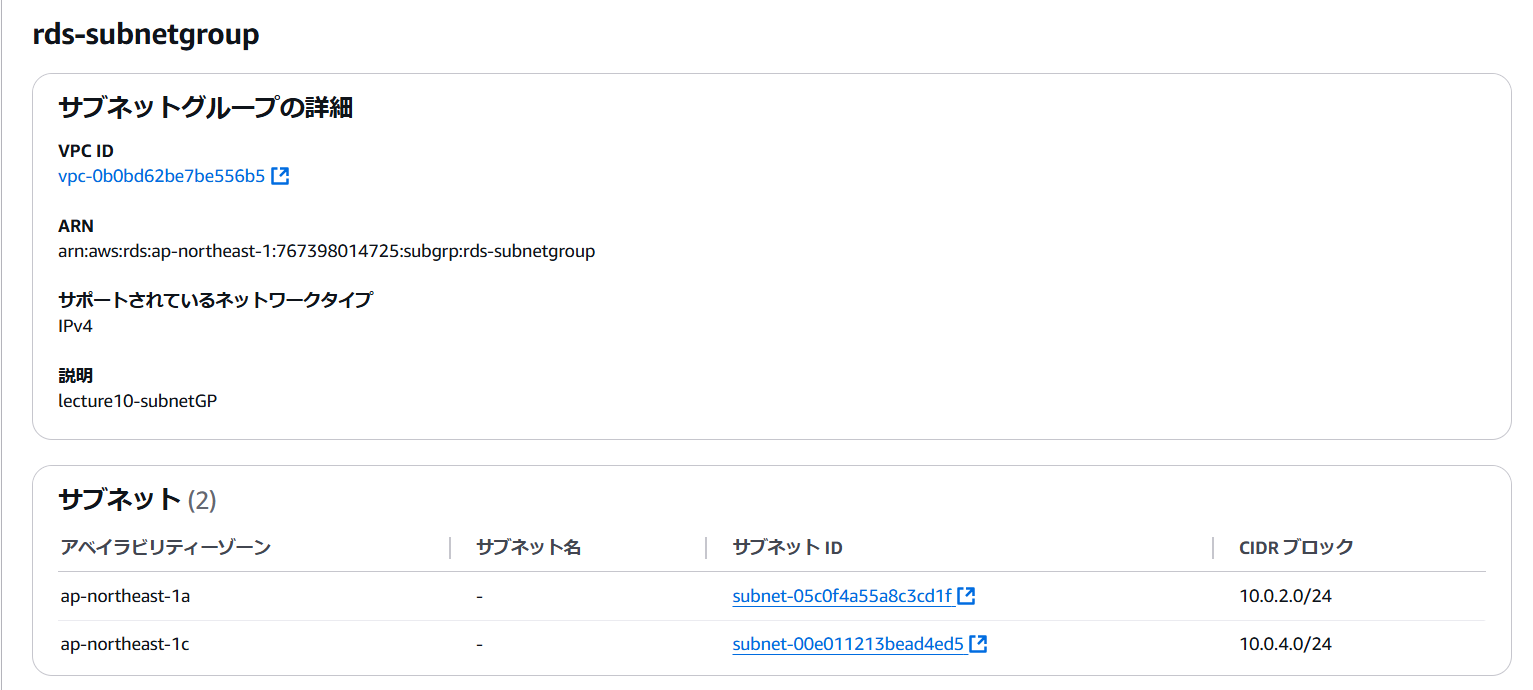 rds-subnetgroup
サブネットグループの詳細
VPC ID
vpc-0b0bd62be7be556b5
ARN
arn:aws:rds:ap-northeast-1:767398014725:subgrp:rds-subnetgroup
サポートされているネットワークタイプ
IPv4
説明
lecture10-subnetGP
サブネット (2)
アベイラビリティーゾーン サブネット名 サブネット ID CIDR ブロック
ap-northeast-1a - subnet-05c0f4a55a8c3cd1f 10.0.2.0/24
ap-northeast-1c - subnet-00e011213bead4ed5 10.0.4.0/24